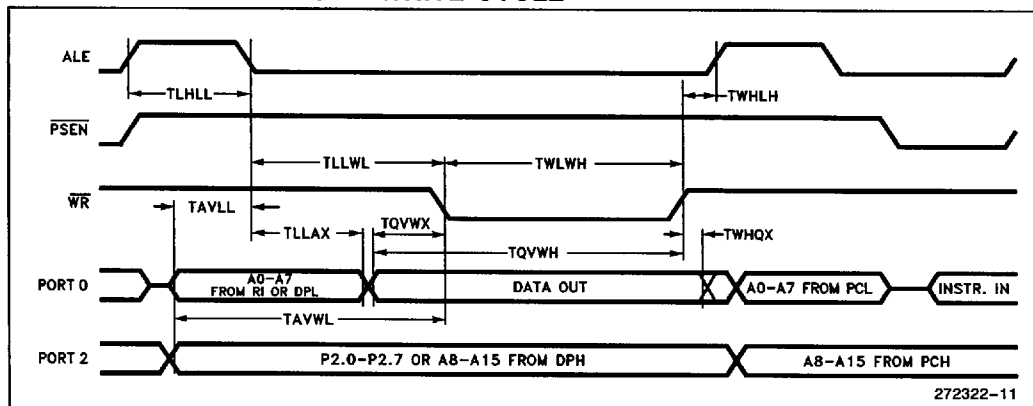 ALE
TLHLL
TWHLH
PSEN
TLLWL
TWLWH
WR
TAVLL
TQVWX
TLLAX
TQVWH
TWHQX
PORT 0
A0-A7
FROM RI OR DPL
DATA OUT
A0-A7 FROM PCL
INSTR. IN
TAVWL
PORT 2
P2.0-P2.7 OR A8-A15 FROM DPH
A8-A15 FROM PCH
272322-11